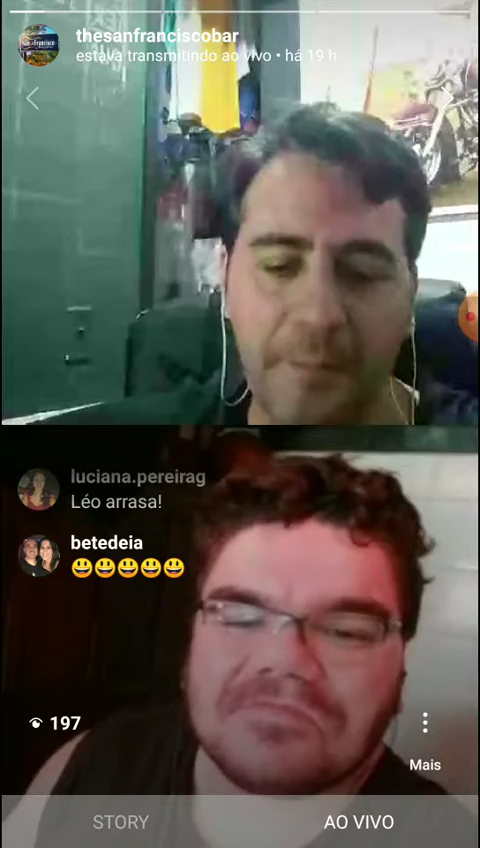 thesanfranciscobar
estava transmitindo ao vivo • há 19 h
luciana.pereirag
Léo arrasa!
betedeia
😃😃😃😃😃
197
Mais
STORY
AO VIVO